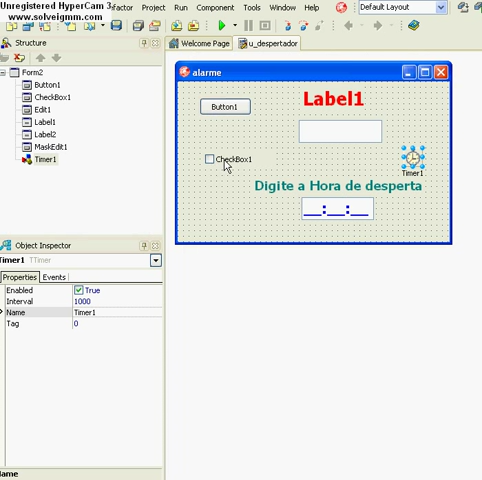 Unregistered HyperCam 3
www.solveigmm.com
factor Project Run Component Tools Window Help Default Layout
Structure
Welcome Page u_despertador
Form2
Button1
CheckBox1
Edit1
Label1
Label2
MaskEdit1
Timer1
alarme
Button1
Label1
CheckBox1
Timer1
Digite a Hora de desperta
__:__:__
Object Inspector
Timer1 TTimer
Properties Events
Enabled True
Interval 1000
Name Timer1
Tag 0
Name